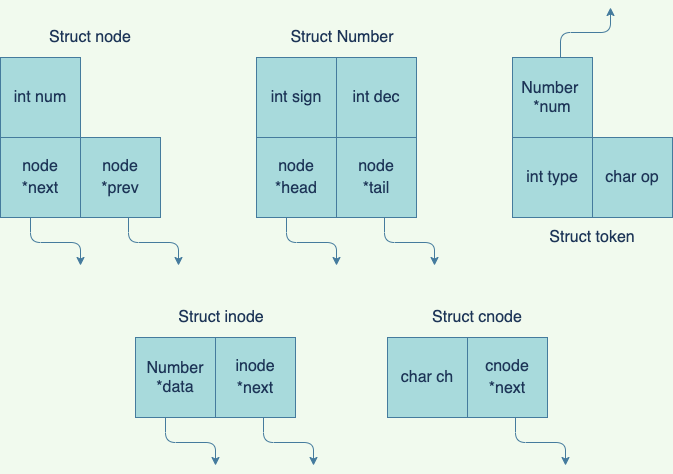 Struct node
int num
node
*next
node
*prev
Struct Number
int sign
int dec
node
*head
node
*tail
Number
*num
int type
char op
Struct token
Struct inode
Number
*data
inode
*next
Struct cnode
char ch
cnode
*next